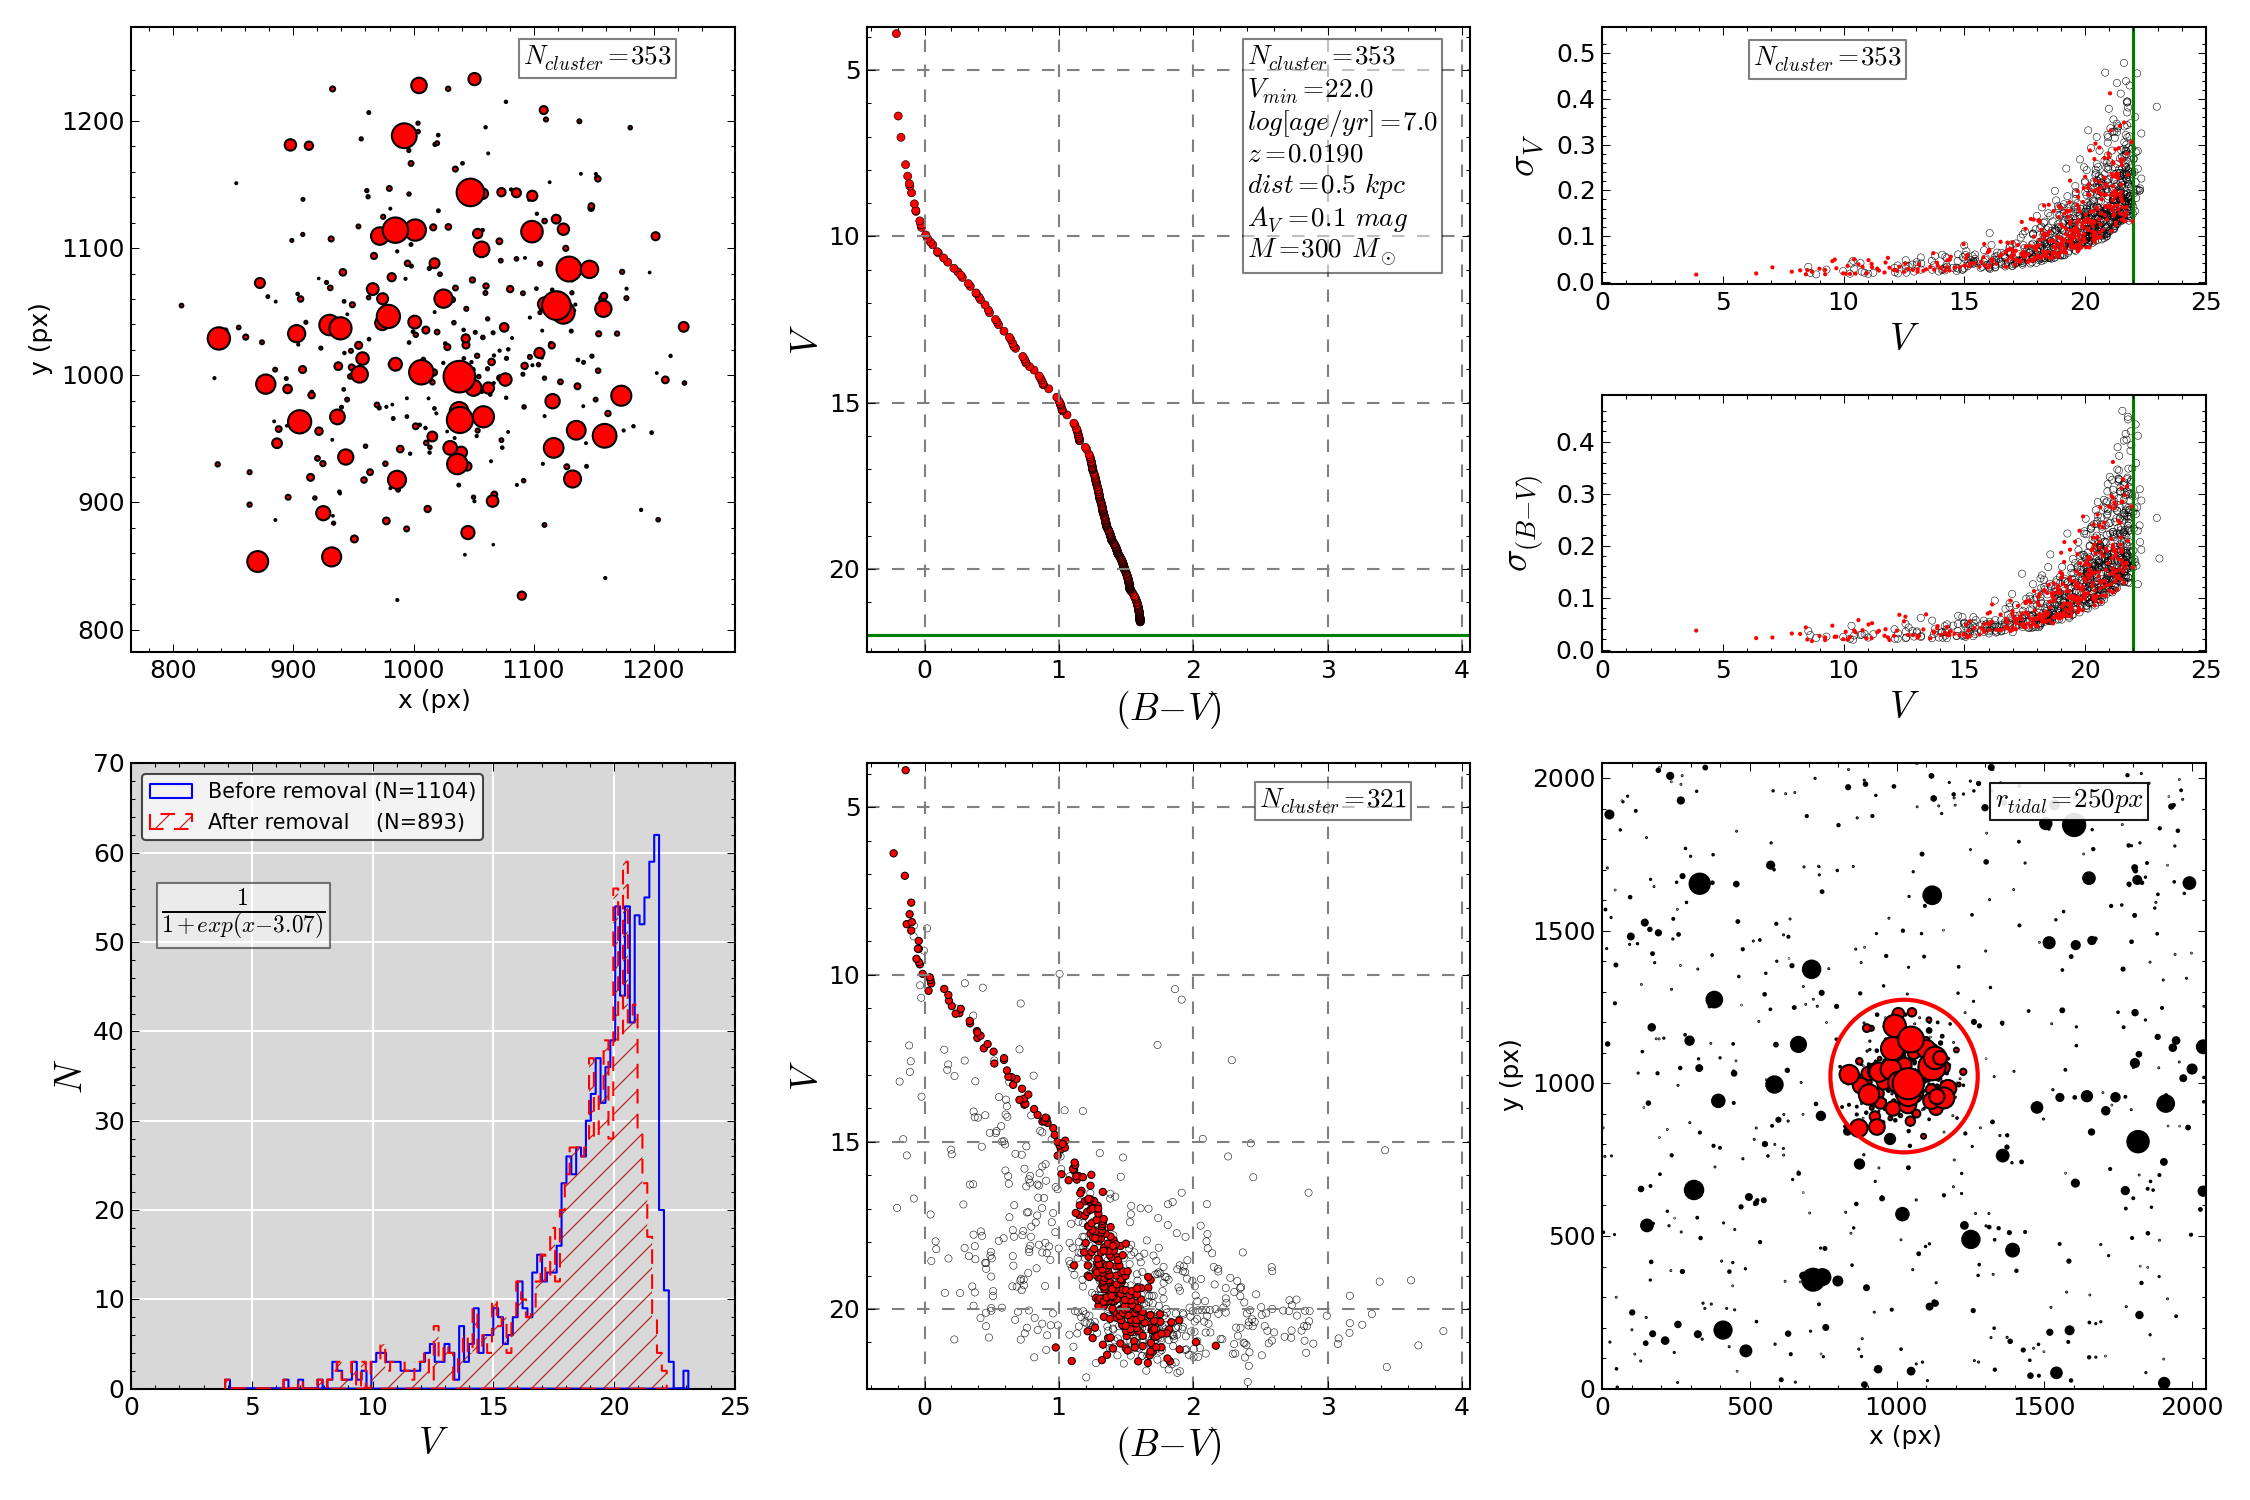 N_cluster=353
1200
1100
1000
900
800
y (px)
800 900 1000 1100 1200
x (px)
N_cluster=353
V_min=22.0
log[age/yr]=7.0
z=0.0190
dist=0.5 kpc
A_V=0.1 mag
M=300 M_⊙
5
10
15
20
V
0 1 2 3 4
(B−V)
N_cluster=353
0.5
0.4
0.3
0.2
0.1
0.0
σ_V
0 5 10 15 20 25
V
0.4
0.3
0.2
0.1
0.0
σ_(B−V)
0 5 10 15 20 25
V
70
60
50
40
30
20
10
0
N
Before removal (N=1104)
After removal (N=893)
1
1+exp(x−3.07)
0 5 10 15 20 25
V
N_cluster=321
5
10
15
20
V
0 1 2 3 4
(B−V)
r_tidal=250px
2000
1500
1000
500
0
y (px)
0 500 1000 1500 2000
x (px)